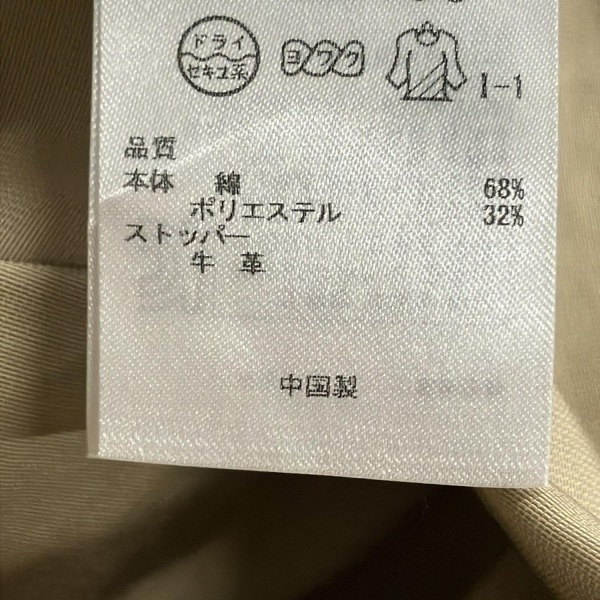 ドライ
セキユ系
ヨワク
I-1
品質
本体 綿 68%
ポリエステル 32%
ストッパー
牛革
中国製